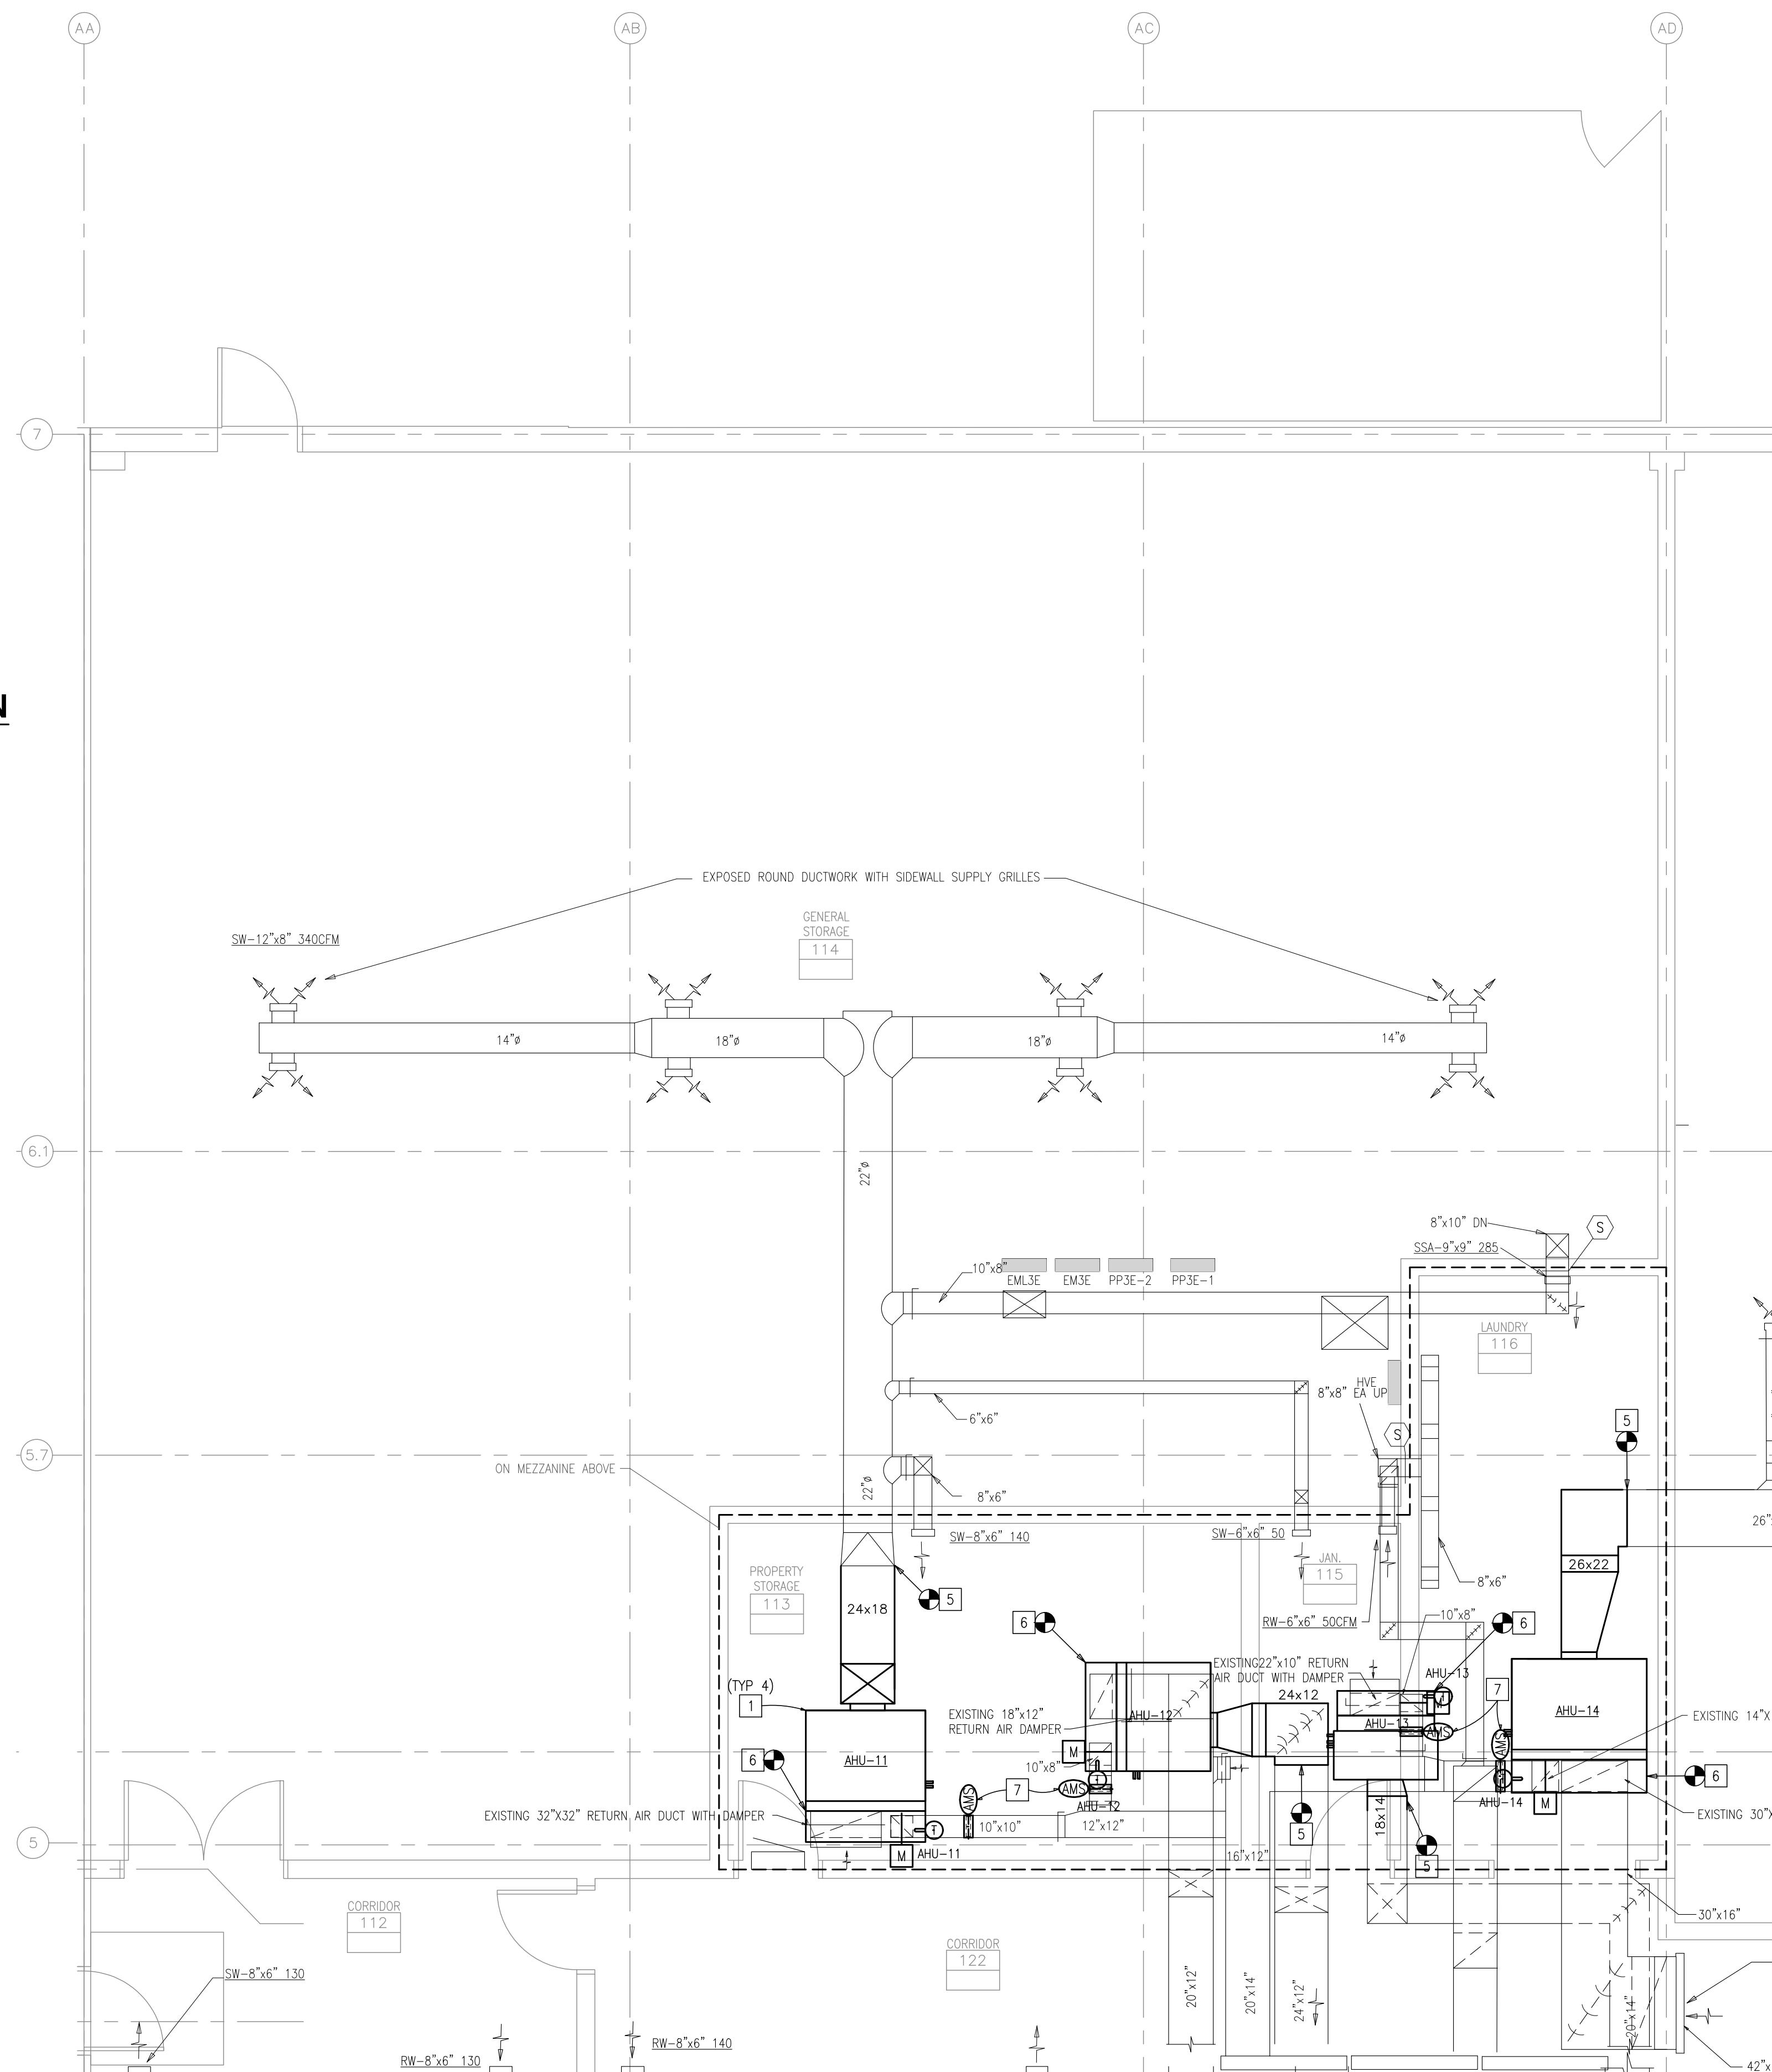 AA
AB
AC
AD
7
N
EXPOSED ROUND DUCTWORK WITH SIDEWALL SUPPLY GRILLES
GENERAL
STORAGE
114
SW-12"x8" 340CFM
14"ø
18"ø
18"ø
14"ø
6.1
22"ø
8"x10" DN
S
SSA-9"x9" 285
10"x8"
EML3E
EM3E
PP3E-2
PP3E-1
LAUNDRY
116
HVE
8"x8" EA UP
6"x6"
5
S
5.7
ON MEZZANINE ABOVE
22"ø
8"x6"
SW-8"x6" 140
SW-6"x6" 50
26"
JAN.
115
PROPERTY
STORAGE
113
26x22
8"x6"
5
24x18
6
RW-6"x6" 50CFM
10"x8"
6
EXISTING22"x10" RETURN
AIR DUCT WITH DAMPER
AHU-13
(TYP 4)
1
24x12
7
EXISTING 18"x12"
RETURN AIR DAMPER
AHU-12
AHU-13
M
AMS
AHU-14
EXISTING 14"X
AHU-11
6
M
10"x8"
T
AMS
7
AMS
AMS
T
6
AHU-12
AHU-14
M
EXISTING 32"X32" RETURN AIR DUCT WITH DAMPER
T
10"x10"
12"x12"
18x14
EXISTING 30"X
5
5
M
AHU-11
16"x12"
5
CORRIDOR
112
30"x16"
CORRIDOR
122
SW-8"x6" 130
20"x12"
20"x14"
24"x12"
20"x14"
RW-8"x6" 140
RW-8"x6" 130
42"x